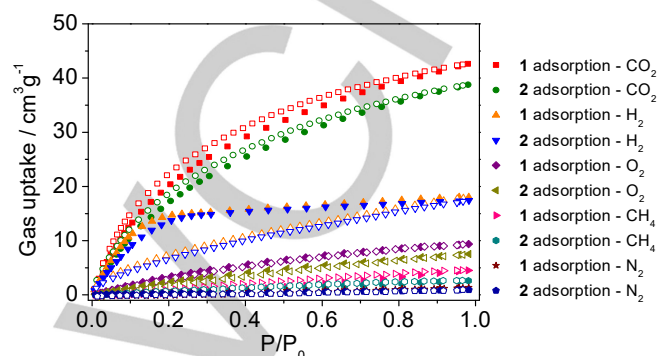 50
40
30
20
10
0
0.0 0.2 0.4 0.6 0.8 1.0
Gas uptake / cm³g⁻¹
P/P₀
1 adsorption - CO₂
2 adsorption - CO₂
1 adsorption - H₂
2 adsorption - H₂
1 adsorption - O₂
2 adsorption - O₂
1 adsorption - CH₄
2 adsorption - CH₄
1 adsorption - N₂
2 adsorption - N₂